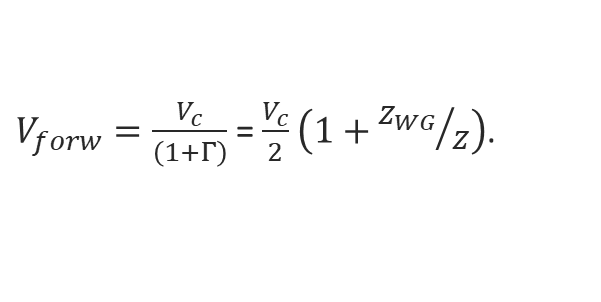 V_forw = V_c/(1+Γ) = V_c/2 (1 + z_WG/z).